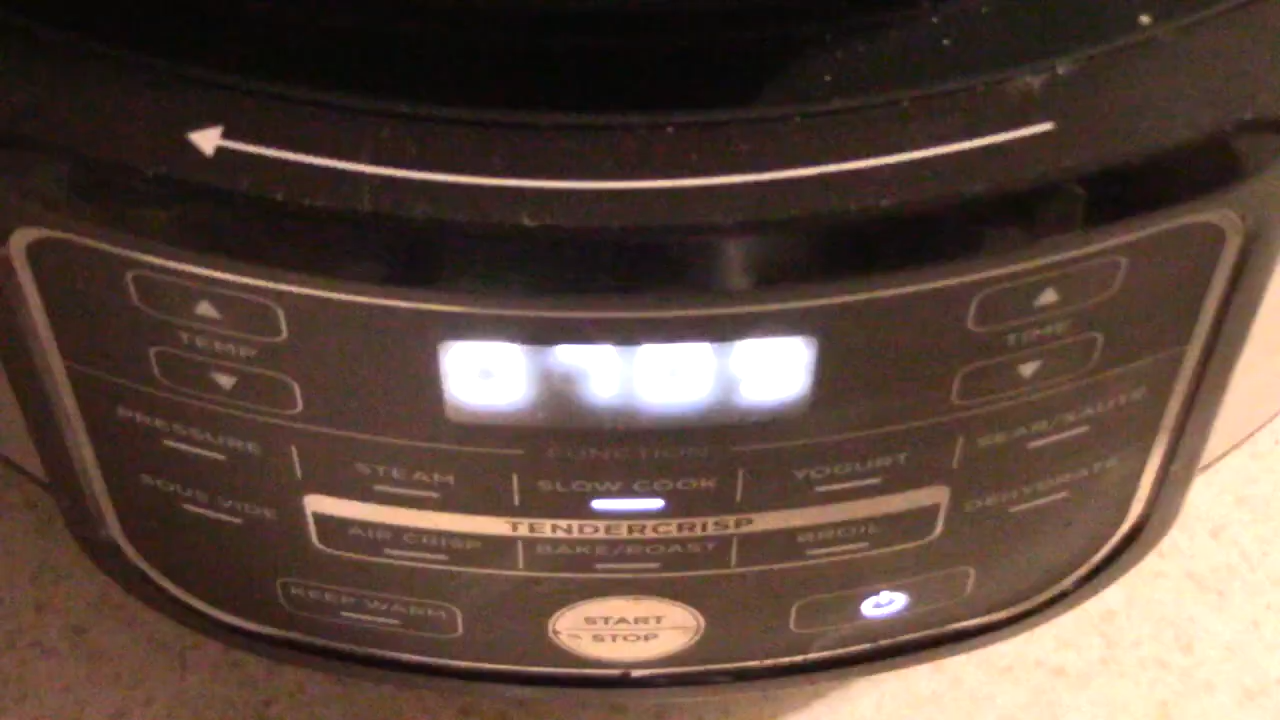 TEMP
TIME
PRESSURE
FUNCTION
SEAR/SAUTÉ
STEAM
SLOW COOK
YOGURT
SOUS VIDE
DEHYDRATE
TENDERCRISP
AIR CRISP
BAKE/ROAST
BROIL
KEEP WARM
START
STOP